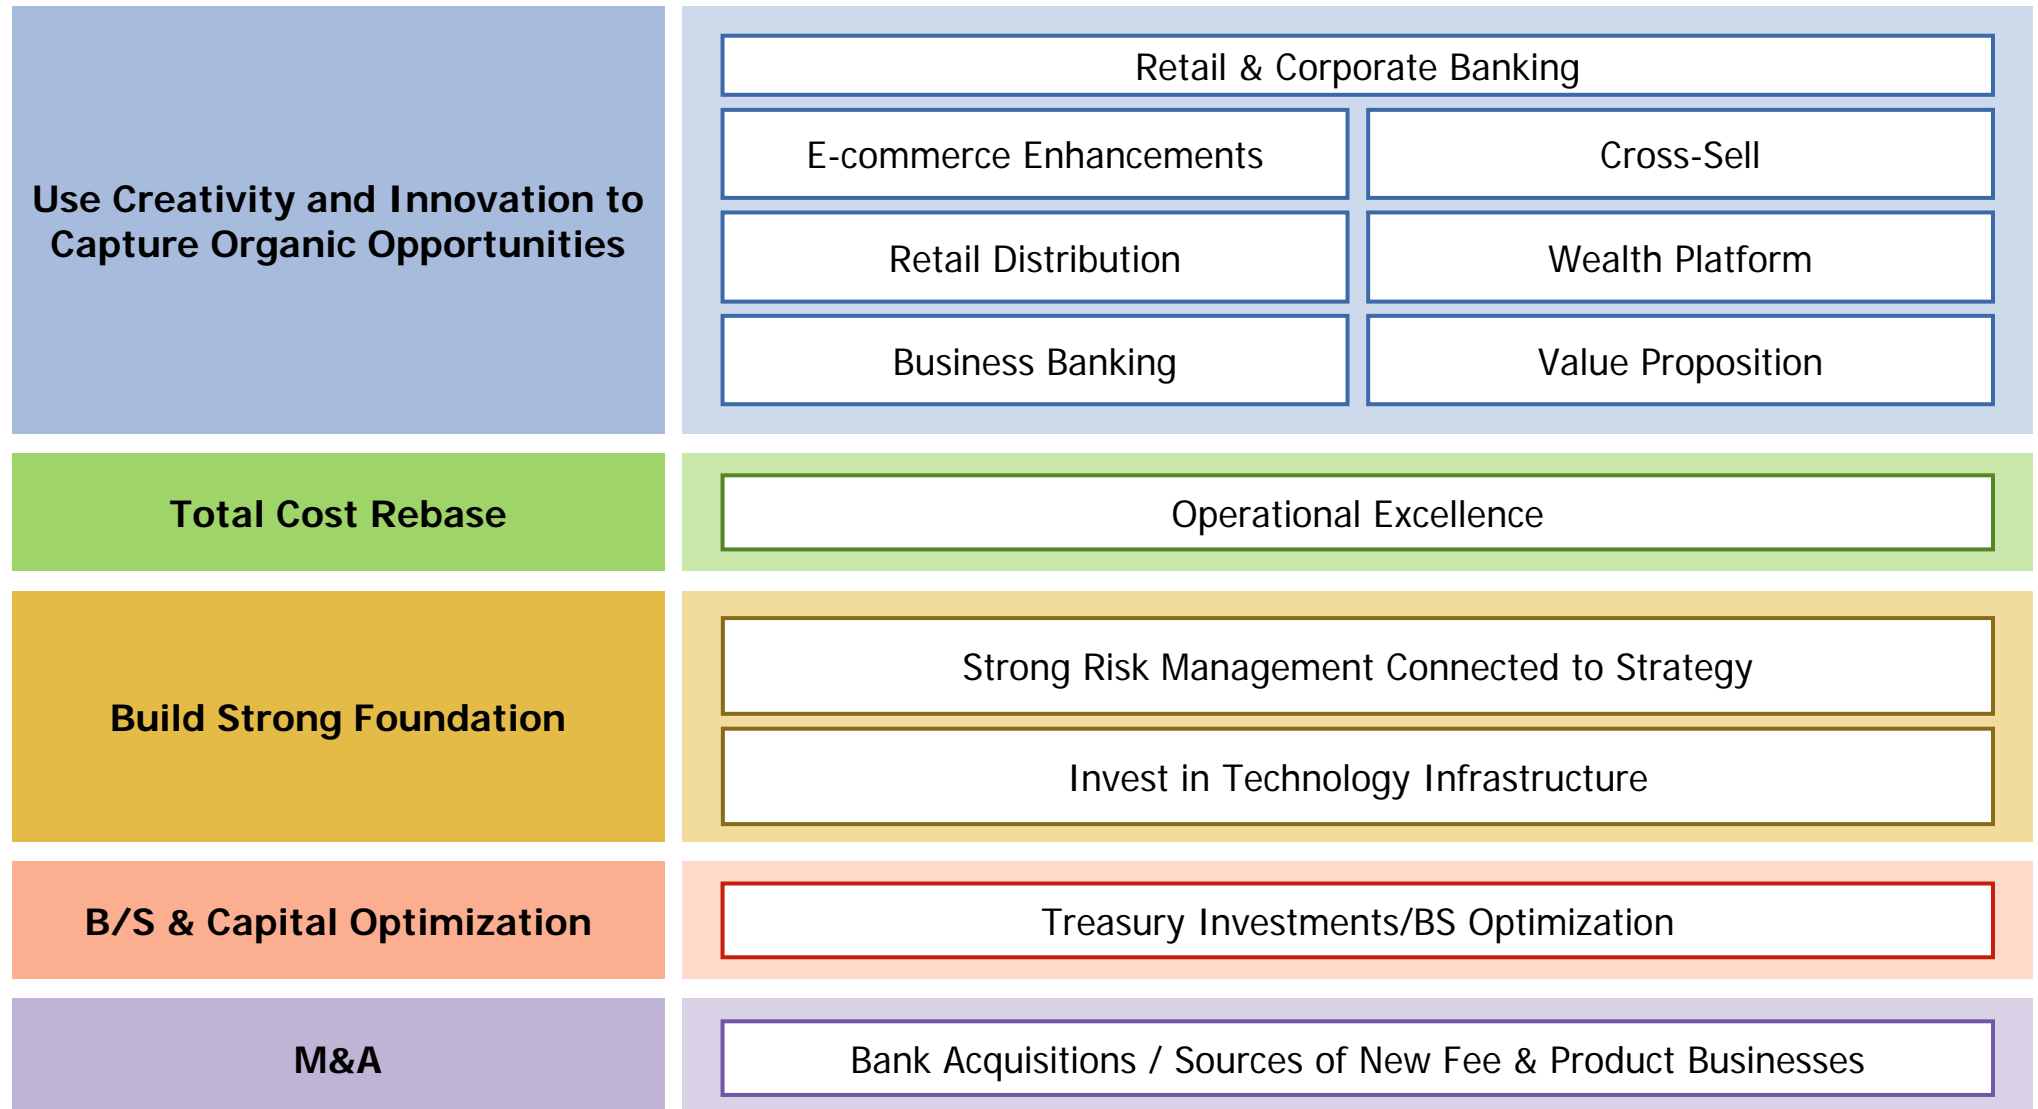 Use Creativity and Innovation to
Capture Organic Opportunities
Retail & Corporate Banking
E-commerce Enhancements
Cross-Sell
Retail Distribution
Wealth Platform
Business Banking
Value Proposition
Total Cost Rebase
Operational Excellence
Build Strong Foundation
Strong Risk Management Connected to Strategy
Invest in Technology Infrastructure
B/S & Capital Optimization
Treasury Investments/BS Optimization
M&A
Bank Acquisitions / Sources of New Fee & Product Businesses